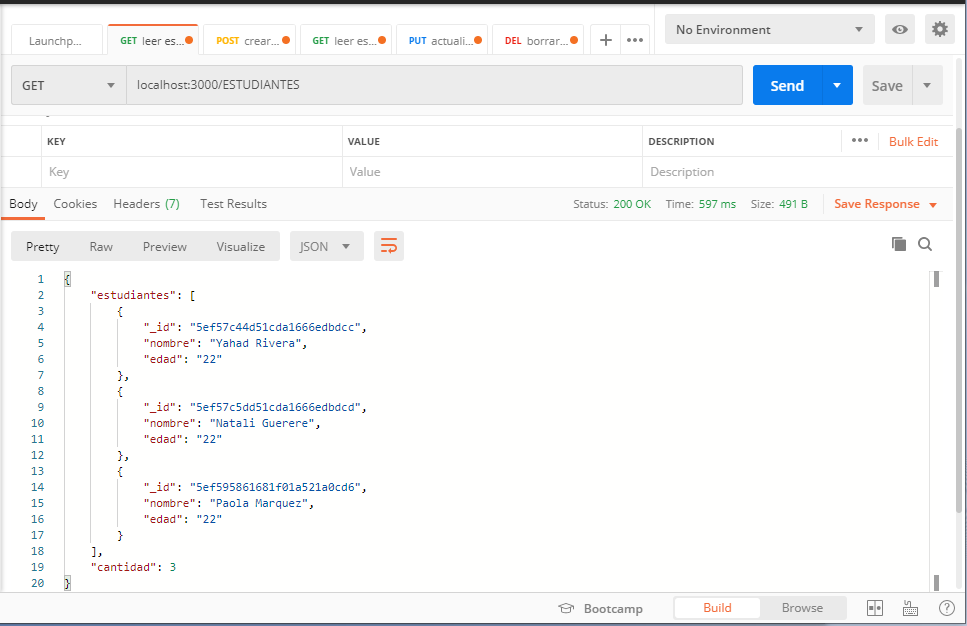 Launchp...
GET leer es...
POST crear...
GET leer es...
PUT actuali...
DEL borrar...
No Environment
GET
localhost:3000/ESTUDIANTES
Send
Save
KEY VALUE DESCRIPTION
Bulk Edit
Key Value Description
Body Cookies Headers (7) Test Results
Status: 200 OK Time: 597 ms Size: 491 B
Save Response
Pretty Raw Preview Visualize JSON
1 {
2 "estudiantes": [
3 {
4 "_id": "5ef57c44d51cda1666edbdcc",
5 "nombre": "Yahad Rivera",
6 "edad": "22"
7 },
8 {
9 "_id": "5ef57c5dd51cda1666edbdcd",
10 "nombre": "Natali Guerere",
11 "edad": "22"
12 },
13 {
14 "_id": "5ef595861681f01a521a0cd6",
15 "nombre": "Paola Marquez",
16 "edad": "22"
17 }
18 ],
19 "cantidad": 3
20 }
Bootcamp
Build
Browse